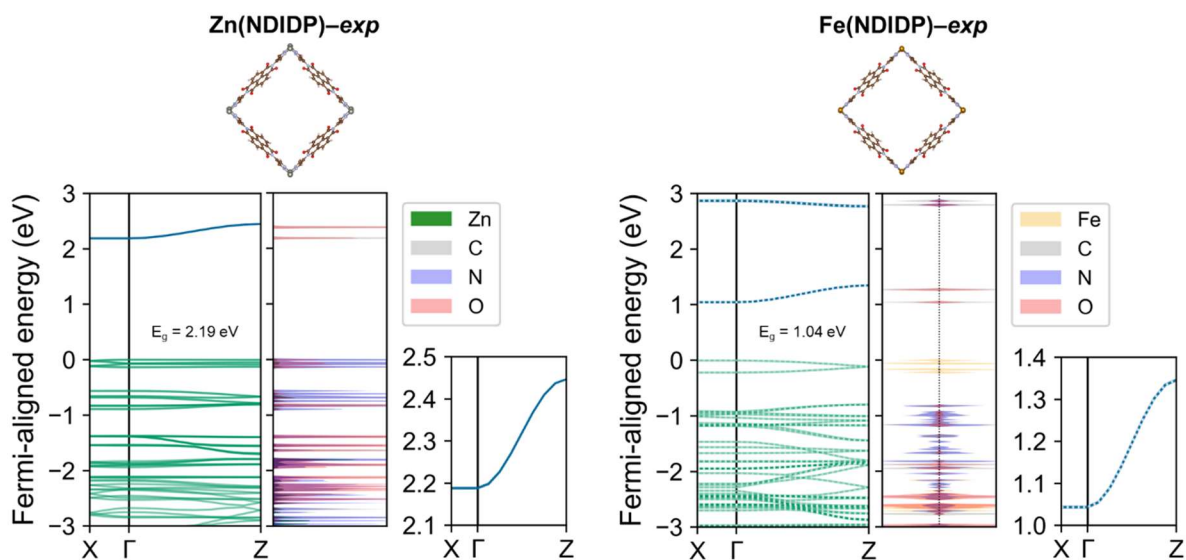 Zn(NDIDP)–exp
3
2
1
0
-1
-2
-3
Fermi-aligned energy (eV)
E_g = 2.19 eV
X Γ Z
Zn
C
N
O
2.5
2.4
2.3
2.2
2.1
X Γ Z
Fe(NDIDP)–exp
3
2
1
0
-1
-2
-3
Fermi-aligned energy (eV)
E_g = 1.04 eV
X Γ Z
Fe
C
N
O
1.4
1.3
1.2
1.1
1.0
X Γ Z